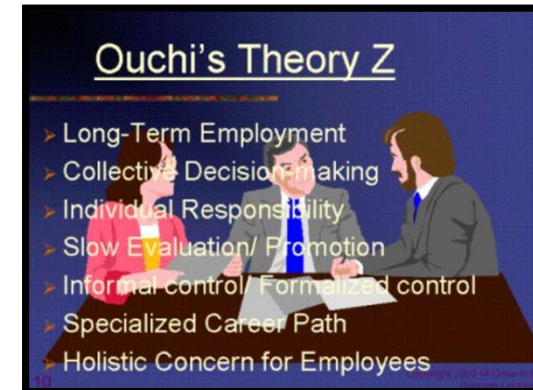 Ouchi's Theory Z
Long-Term Employment
Collective Decision-making
Individual Responsibility
Slow Evaluation/ Promotion
Informal control/ Formalized control
Specialized Career Path
Holistic Concern for Employees
10